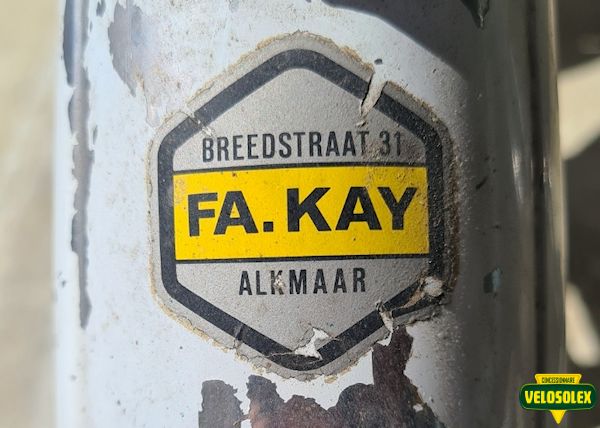 BREEDSTRAAT 31
FA. KAY
ALKMAAR
CONCESSIONNAIRE
VELOSOLEX